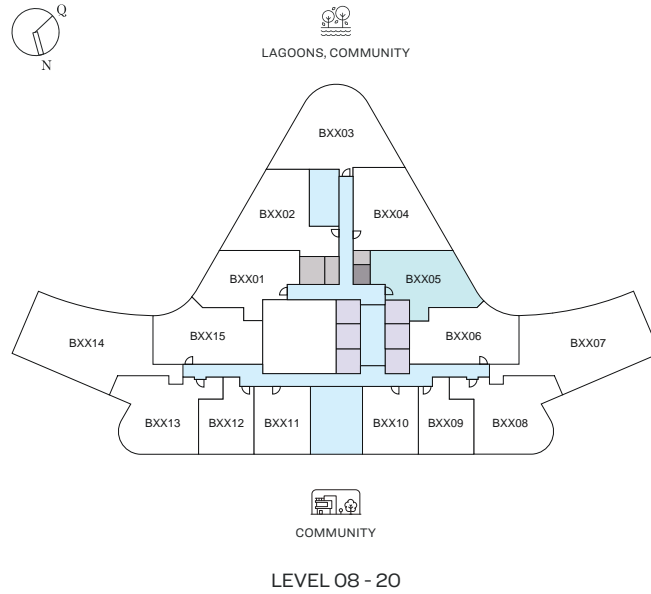 Q
N
LAGOONS, COMMUNITY
BXX03
BXX02
BXX04
BXX01
BXX05
BXX14
BXX15
BXX06
BXX07
BXX13
BXX12
BXX11
BXX10
BXX09
BXX08
COMMUNITY
LEVEL 08 - 20